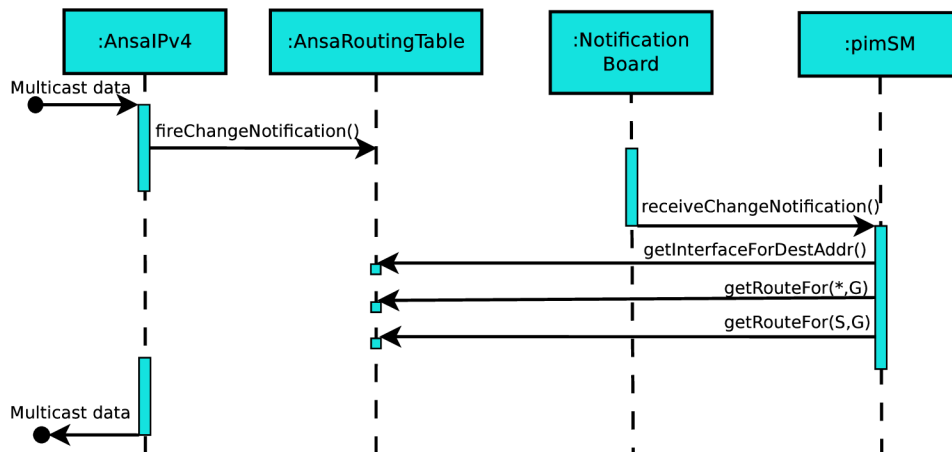 :AnsaIPv4
:AnsaRoutingTable
:Notification
Board
:pimSM
Multicast data
fireChangeNotification()
receiveChangeNotification()
getInterfaceForDestAddr()
getRouteFor(*,G)
getRouteFor(S,G)
Multicast data